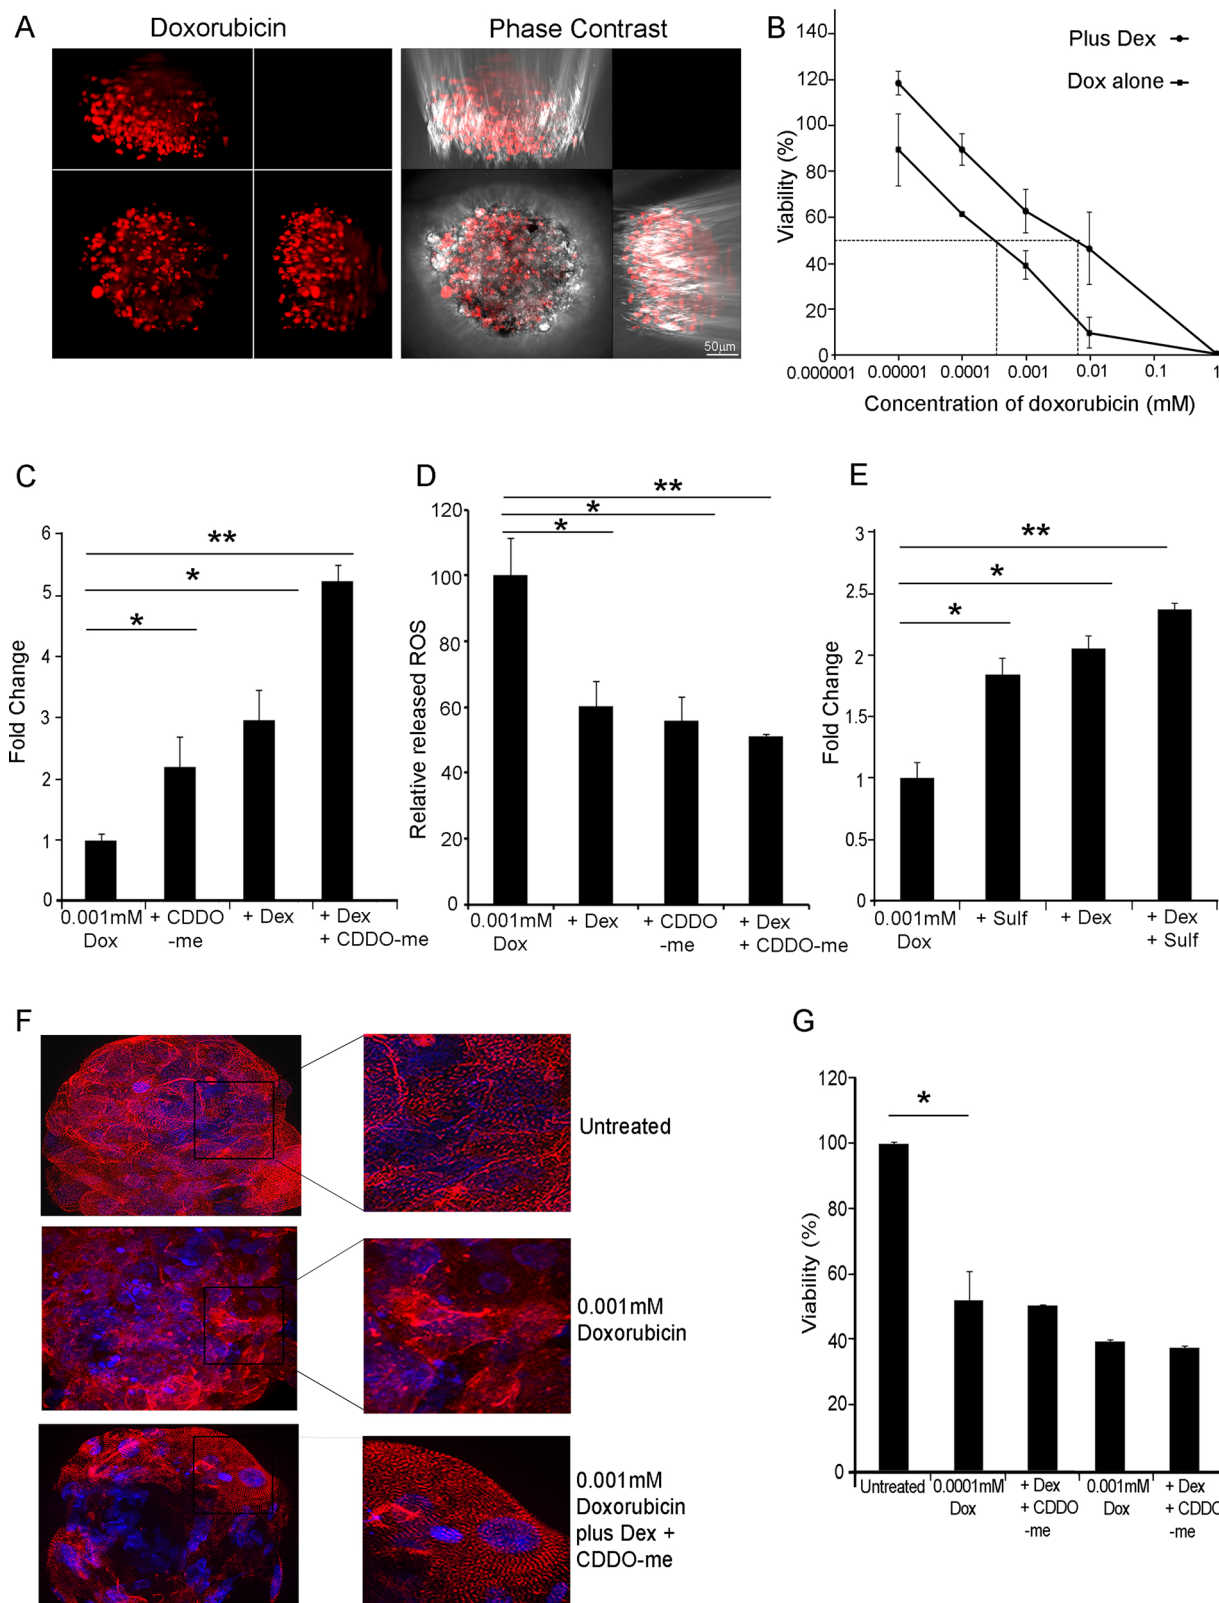 A
Doxorubicin
Phase Contrast
50µm
B
Plus Dex
Dox alone
140
120
100
80
60
40
20
0
Viability (%)
0.000001 0.00001 0.0001 0.001 0.01 0.1 1
Concentration of doxorubicin (mM)
C
6
5
4
3
2
1
0
Fold Change
**
*
*
0.001mM
Dox
+ CDDO
-me
+ Dex
+ Dex
+ CDDO-me
D
120
100
80
60
40
20
0
Relative released ROS
**
*
*
0.001mM
Dox
+ Dex
+ CDDO
-me
+ Dex
+ CDDO-me
E
3
2.5
2
1.5
1
0.5
0
Fold Change
**
*
*
0.001mM
Dox
+ Sulf
+ Dex
+ Dex
+ Sulf
F
Untreated
0.001mM
Doxorubicin
0.001mM
Doxorubicin
plus Dex +
CDDO-me
G
120
100
80
60
40
20
0
Viability (%)
*
Untreated
0.0001mM
Dox
+ Dex
+ CDDO
-me
0.001mM
Dox
+ Dex
+ CDDO
-me